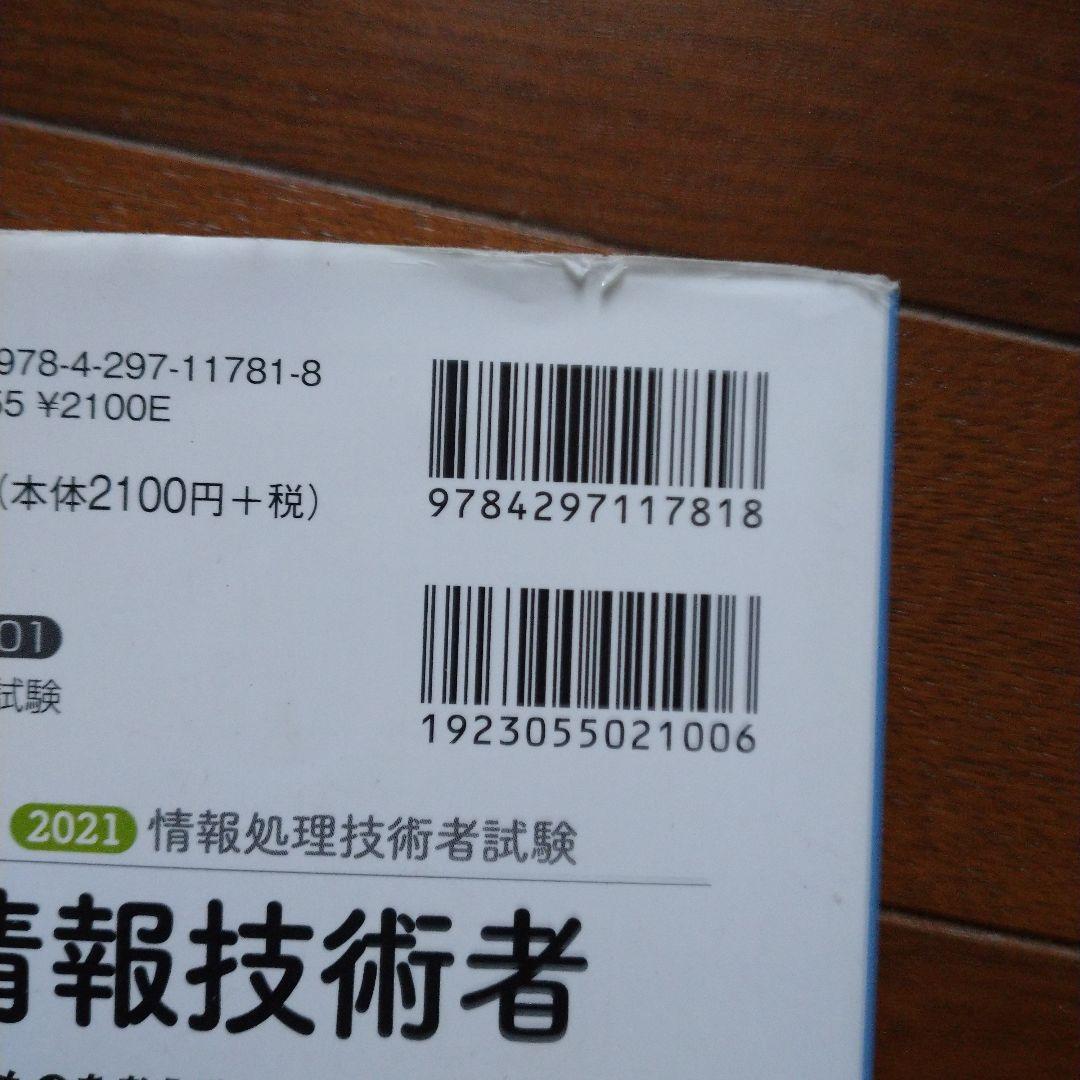 978-4-297-11781-8
55 ¥2100E
(本体2100円+税)
9784297117818
1923055021006
01
試験
2021 情報処理技術者試験
情報技術者